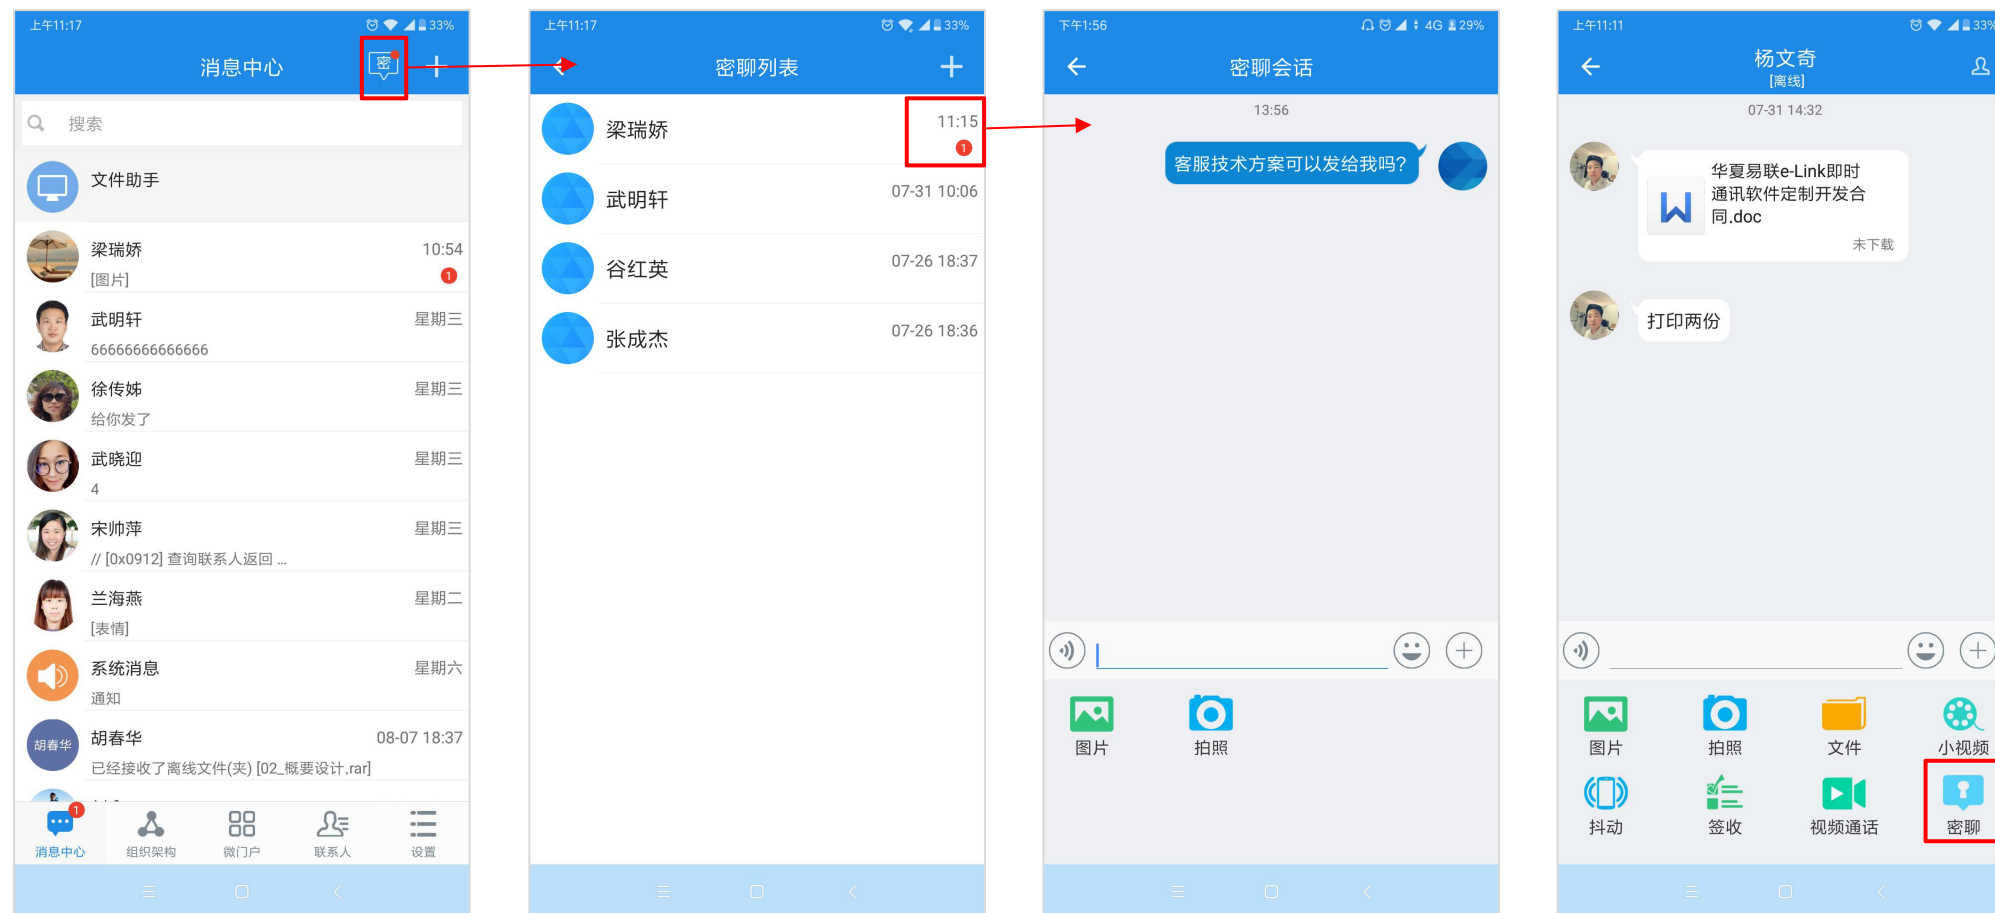 上午11:17
33%
消息中心
密
搜索
文件助手
梁瑞娇
10:54
[图片]
1
武明轩
星期三
66666666666666
徐传姊
星期三
给你发了
武晓迎
星期三
4
宋帅萍
星期三
// [0x0912] 查询联系人返回 ...
兰海燕
星期二
[表情]
系统消息
星期六
通知
胡春华
胡春华
08-07 18:37
已经接收了离线文件(夹) [02_概要设计.rar]
1
消息中心
组织架构
微门户
联系人
设置
上午11:17
33%
密聊列表
梁瑞娇
11:15
1
武明轩
07-31 10:06
谷红英
07-26 18:37
张成杰
07-26 18:36
下午1:56
4G
29%
密聊会话
13:56
客服技术方案可以发给我吗?
图片
拍照
上午11:11
33%
杨文奇
[离线]
07-31 14:32
华夏易联e-Link即时
通讯软件定制开发合
同.doc
未下载
打印两份
图片
拍照
文件
小视频
抖动
签收
视频通话
密聊